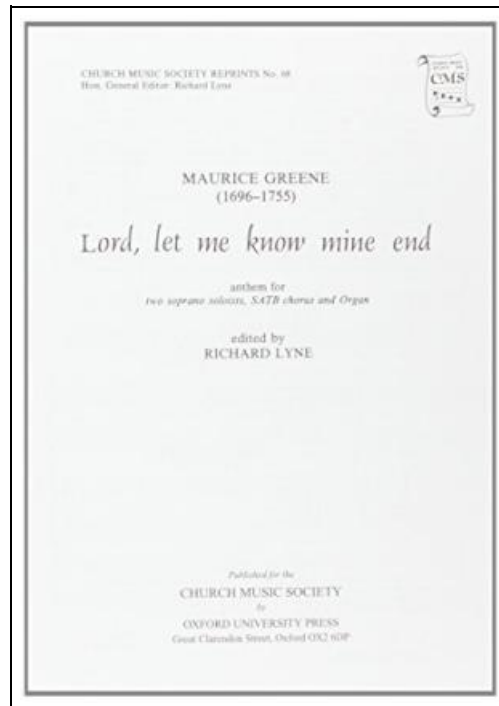 CHURCH MUSIC SOCIETY REPRINTS No. 68
Hon. General Editor: Richard Lyne
CMS
MAURICE GREENE
(1696–1755)
Lord, let me know mine end
anthem for
two soprano soloists, SATB chorus and Organ
edited by
RICHARD LYNE
Published for the
CHURCH MUSIC SOCIETY
by
OXFORD UNIVERSITY PRESS
Great Clarendon Street, Oxford OX2 6DP